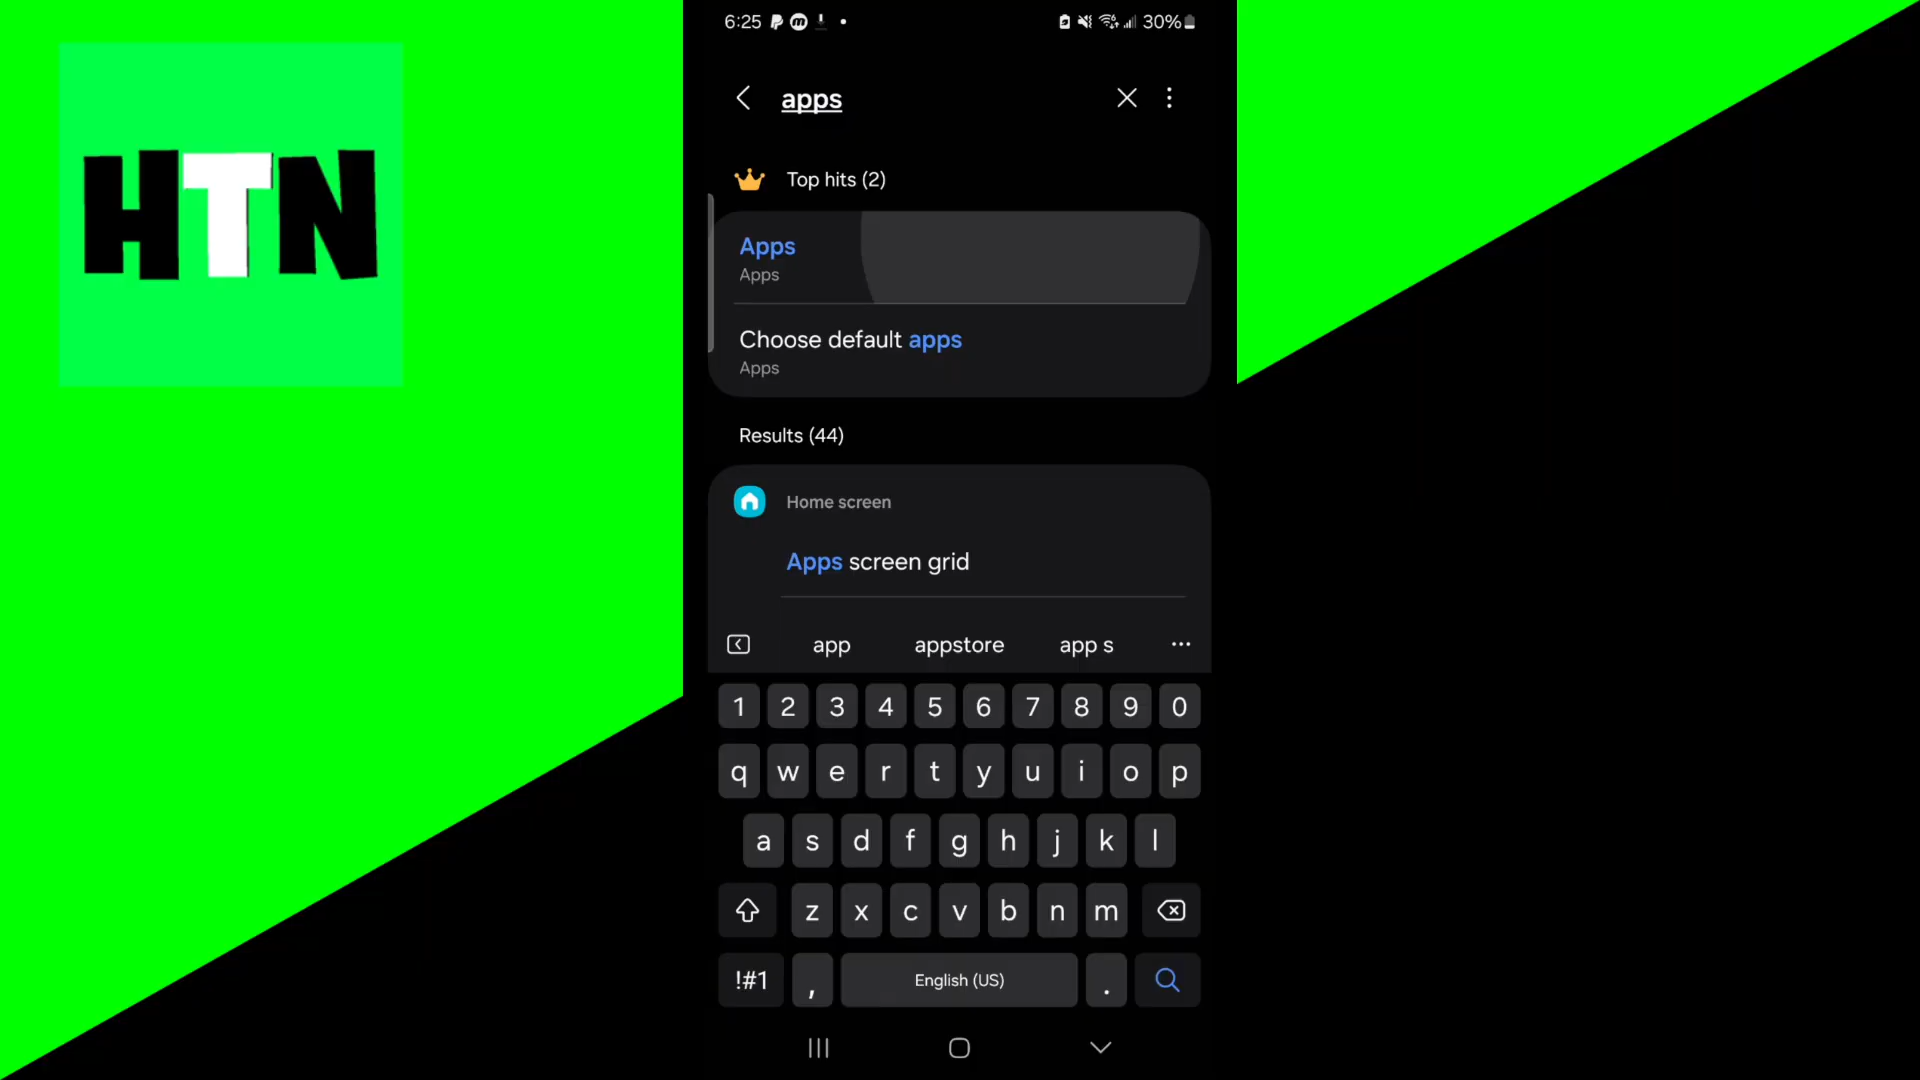 HTN
6:25
30%
apps
Top hits (2)
Apps
Apps
Choose default apps
Apps
Results (44)
Home screen
Apps screen grid
app appstore app s
1 2 3 4 5 6 7 8 9 0
q w e r t y u i o p
a s d f g h j k l
z x c v b n m
!#1 , English (US) .